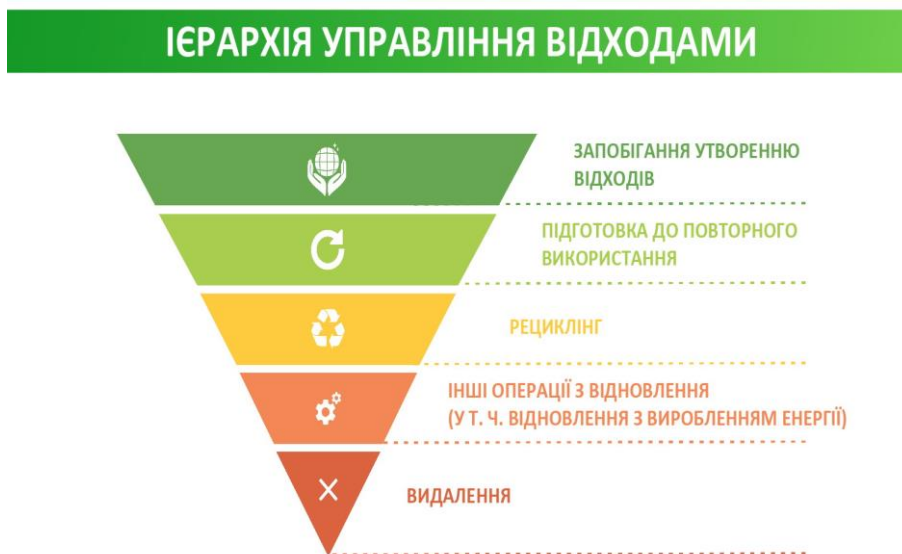 ІЄРАРХІЯ УПРАВЛІННЯ ВІДХОДАМИ
ЗАПОБІГАННЯ УТВОРЕННЮ
ВІДХОДІВ
ПІДГОТОВКА ДО ПОВТОРНОГО
ВИКОРИСТАННЯ
РЕЦИКЛІНГ
ІНШІ ОПЕРАЦІЇ З ВІДНОВЛЕННЯ
(У Т. Ч. ВІДНОВЛЕННЯ З ВИРОБЛЕННЯМ ЕНЕРГІЇ)
ВИДАЛЕННЯ